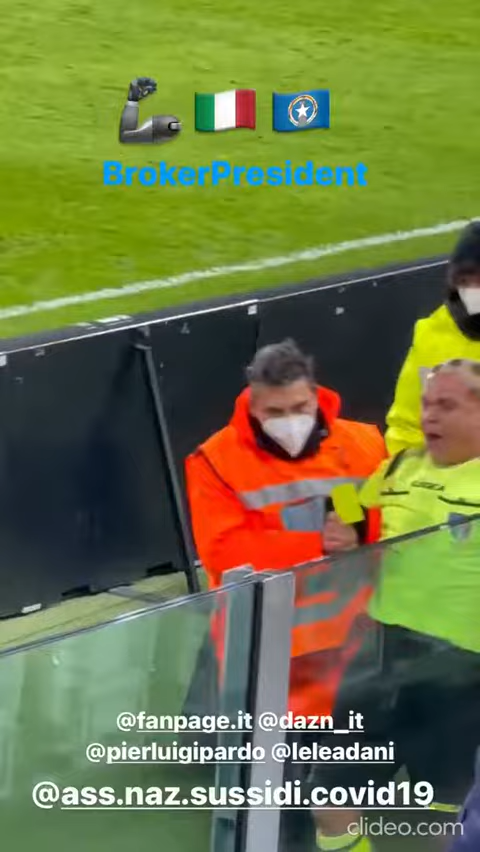 BrokerPresident
@fanpage.it @dazn_it
@pierluigipardo @leleadani
@ass.naz.sussidi.covid19
clideo.com